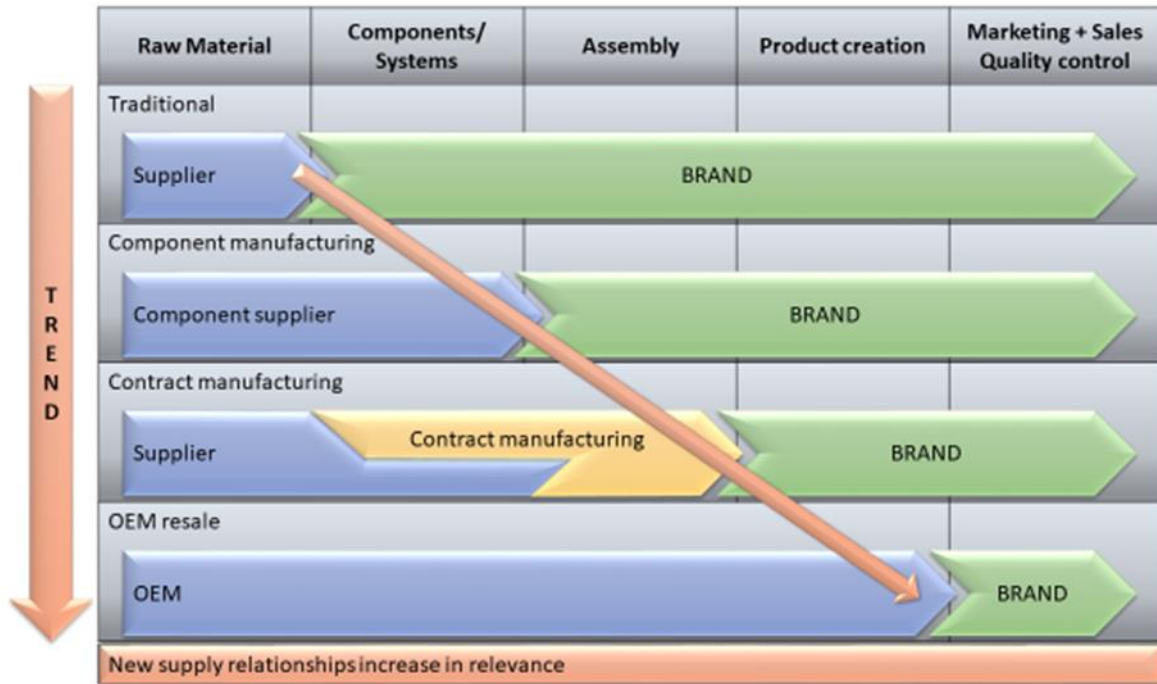 Raw Material
Components/
Systems
Assembly
Product creation
Marketing + Sales
Quality control
TREND
Traditional
Supplier
BRAND
Component manufacturing
Component supplier
BRAND
Contract manufacturing
Supplier
Contract manufacturing
BRAND
OEM resale
OEM
BRAND
New supply relationships increase in relevance